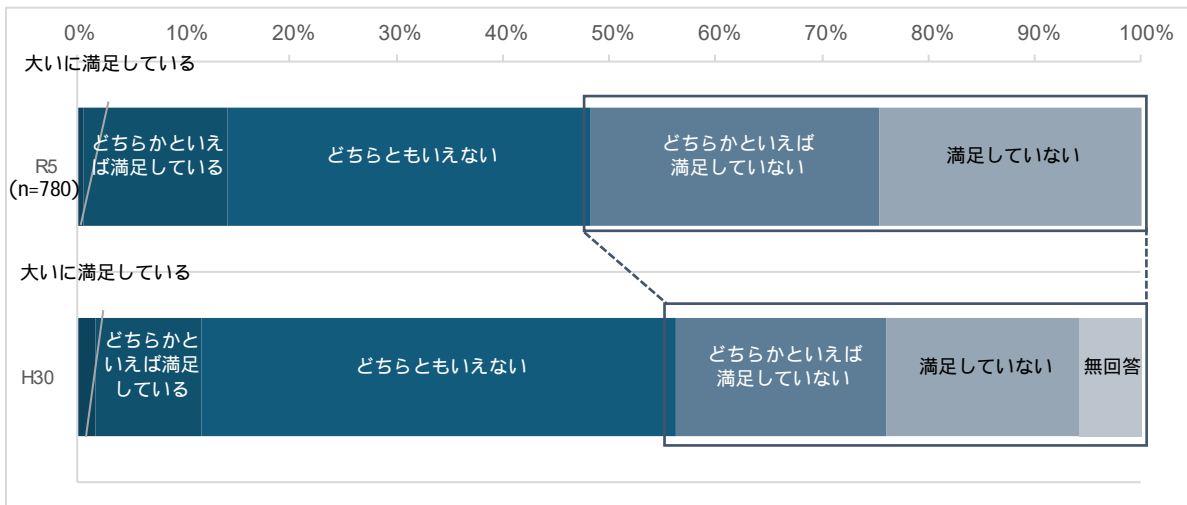 0% 10% 20% 30% 40% 50% 60% 70% 80% 90% 100%
大いに満足している
R5
(n=780)
どちらかといえ
ば満足している
どちらともいえない
どちらかといえば
満足していない
満足していない
大いに満足している
H30
どちらかと
いえば満足
している
どちらともいえない
どちらかといえば
満足していない
満足していない
無回答